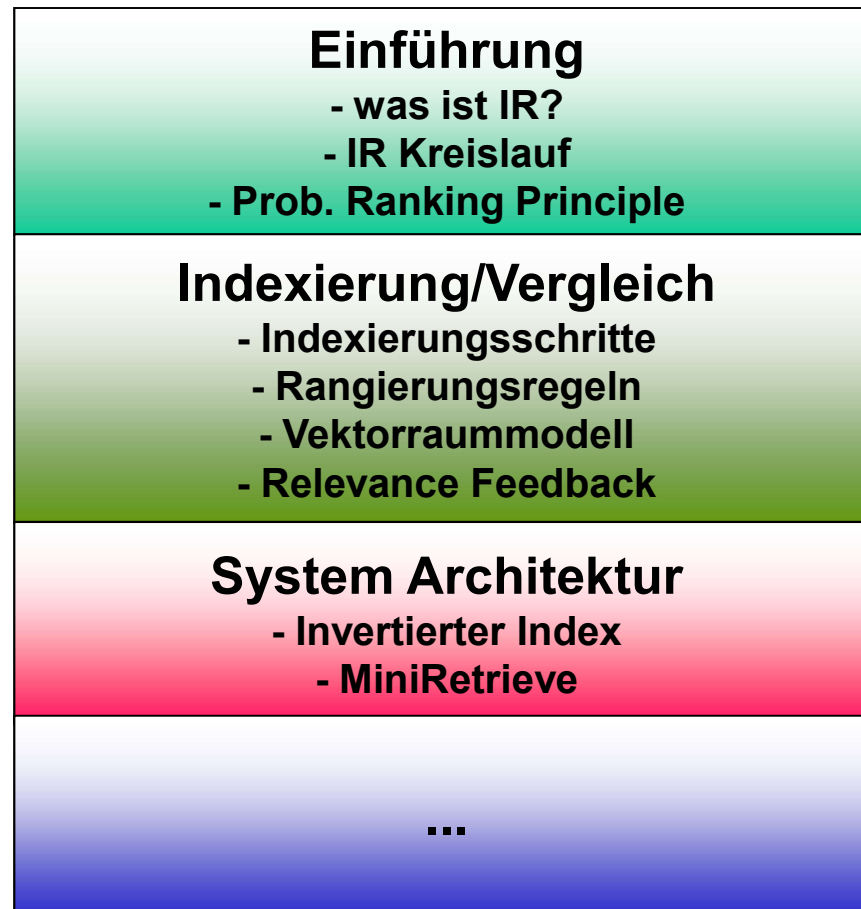 Einführung
- was ist IR?
- IR Kreislauf
- Prob. Ranking Principle
Indexierung/Vergleich
- Indexierungsschritte
- Rangierungsregeln
- Vektorraummodell
- Relevance Feedback
System Architektur
- Invertierter Index
- MiniRetrieve
...